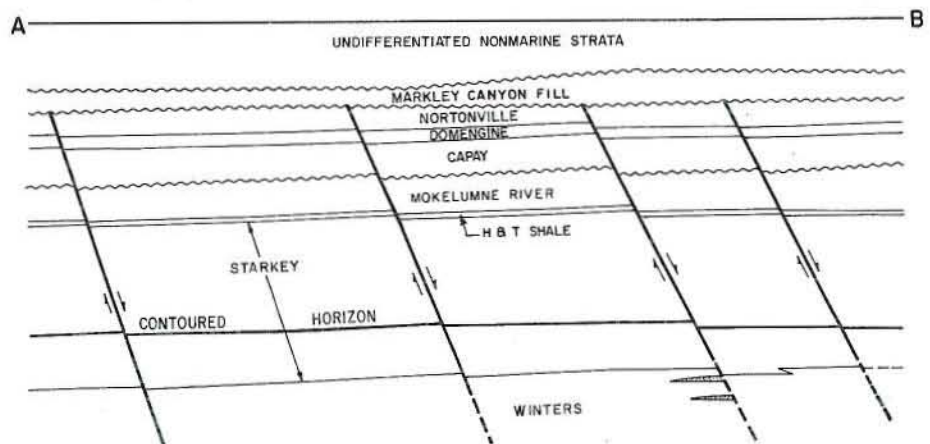 A
B
UNDIFFERENTIATED NONMARINE STRATA
MARKLEY CANYON FILL
NORTONVILLE
DOMENGINE
CAPAY
MOKELUMNE RIVER
H & T SHALE
STARKEY
CONTOURED HORIZON
WINTERS